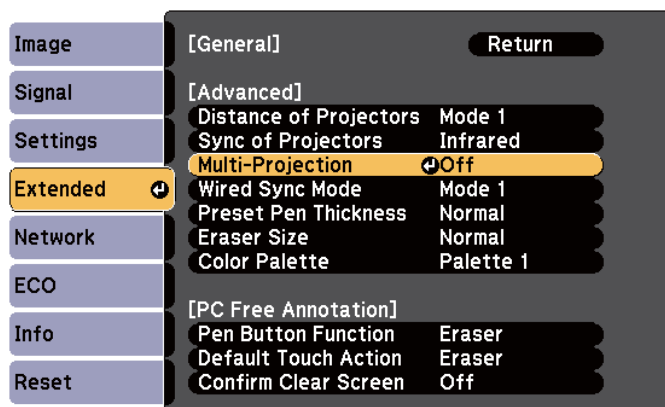 Image
Signal
Settings
Extended
Network
ECO
Info
Reset
[General] Return
[Advanced]
Distance of Projectors Mode 1
Sync of Projectors Infrared
Multi-Projection Off
Wired Sync Mode Mode 1
Preset Pen Thickness Normal
Eraser Size Normal
Color Palette Palette 1
[PC Free Annotation]
Pen Button Function Eraser
Default Touch Action Eraser
Confirm Clear Screen Off